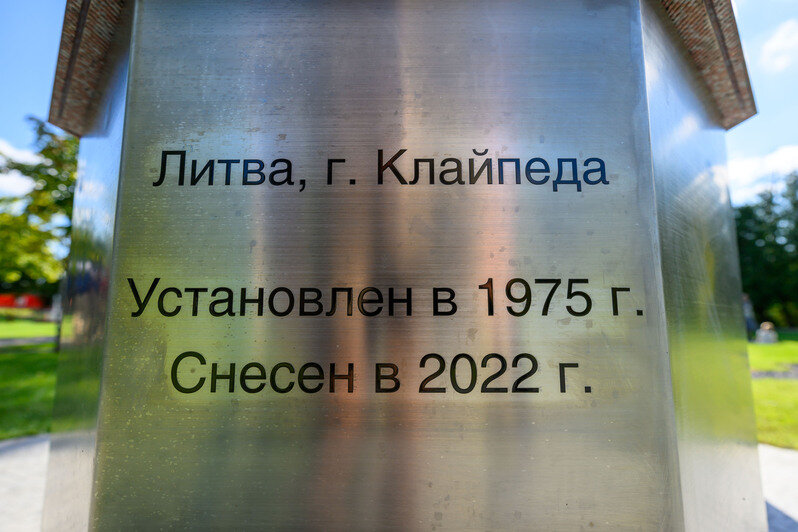 Литва, г. Клайпеда
Установлен в 1975 г.
Снесен в 2022 г.